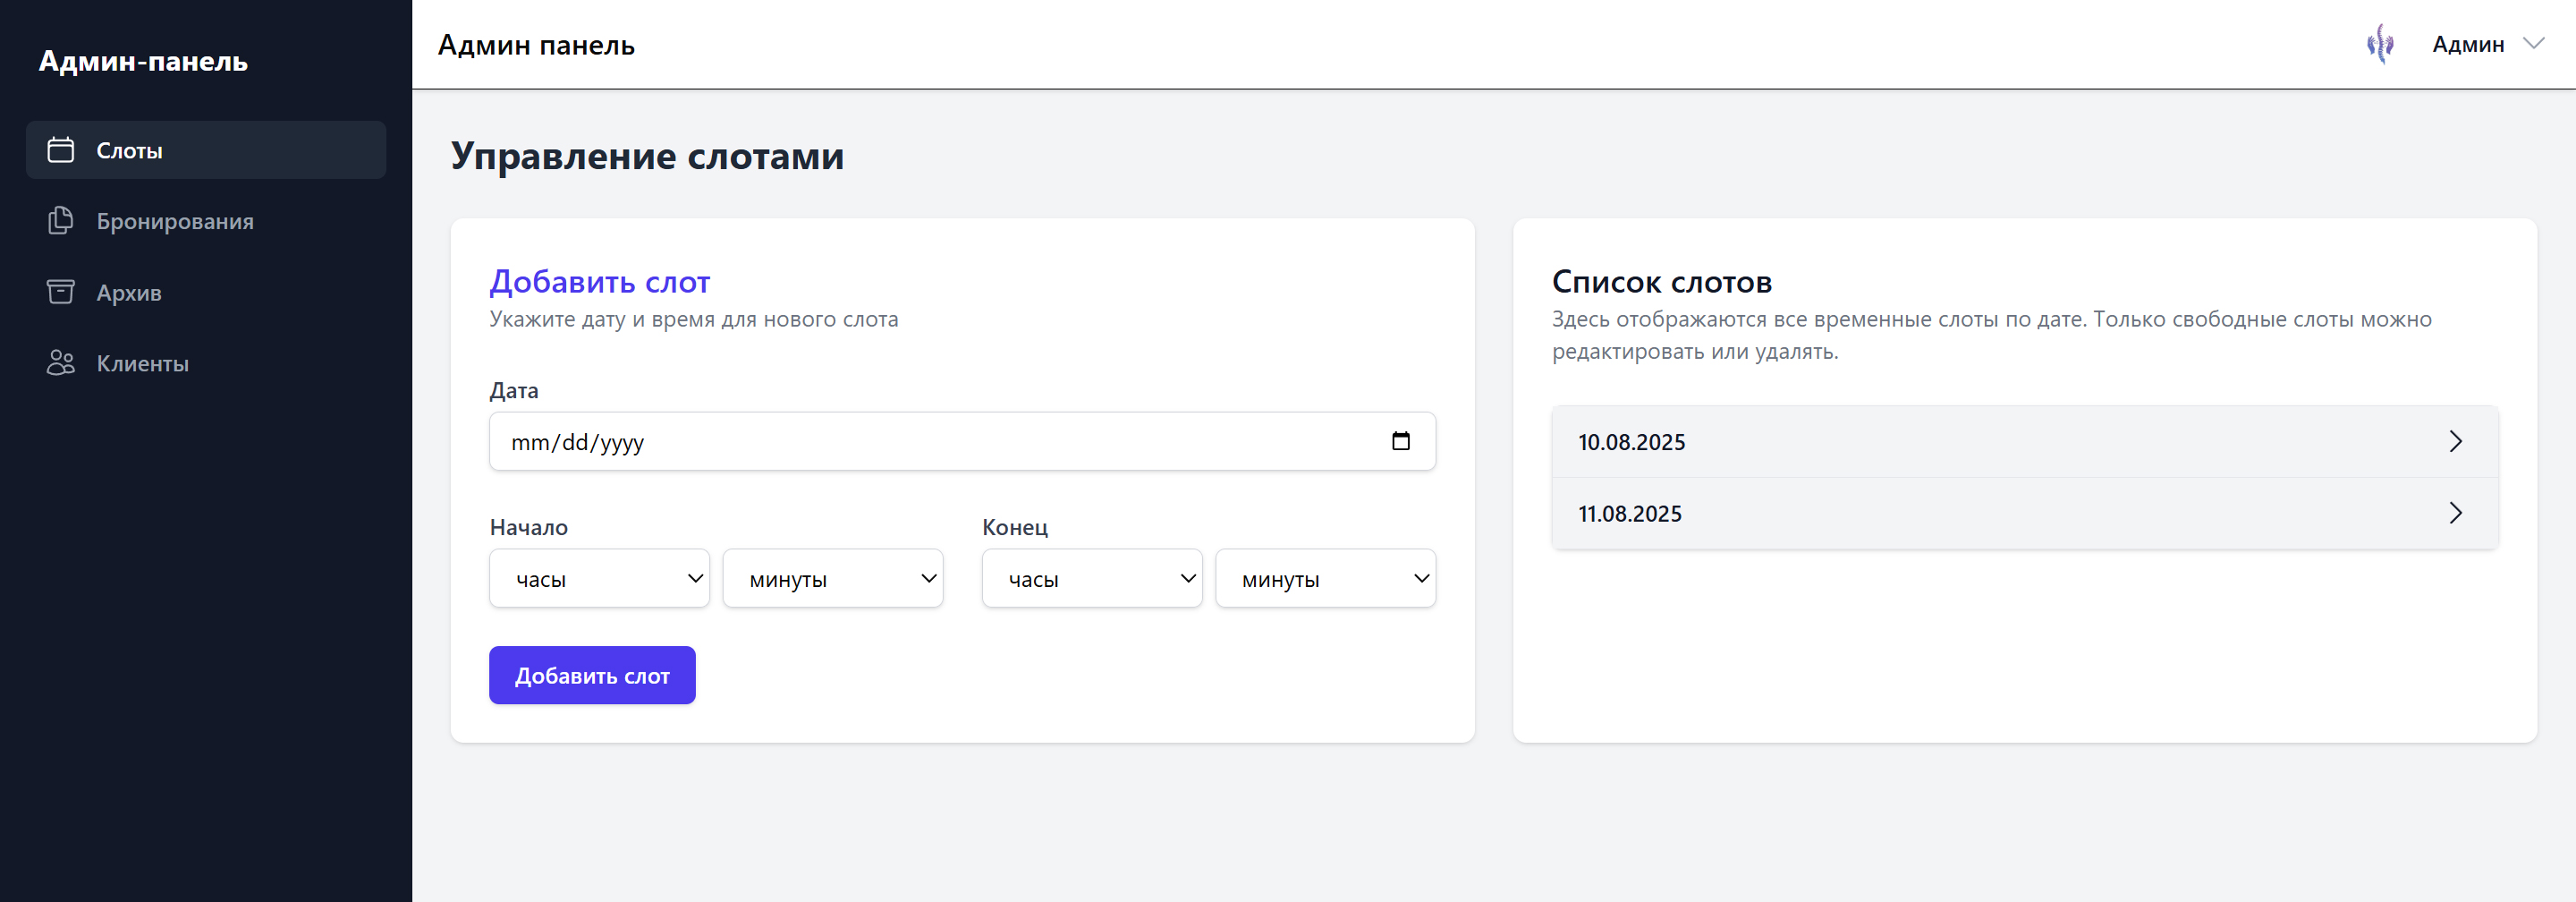 Админ-панель
Слоты
Бронирования
Архив
Клиенты
Админ панель
Админ
Управление слотами
Добавить слот
Укажите дату и время для нового слота
Дата
mm/dd/yyyy
Начало
Конец
часы
минуты
часы
минуты
Добавить слот
Список слотов
Здесь отображаются все временные слоты по дате. Только свободные слоты можно
редактировать или удалять.
10.08.2025
11.08.2025